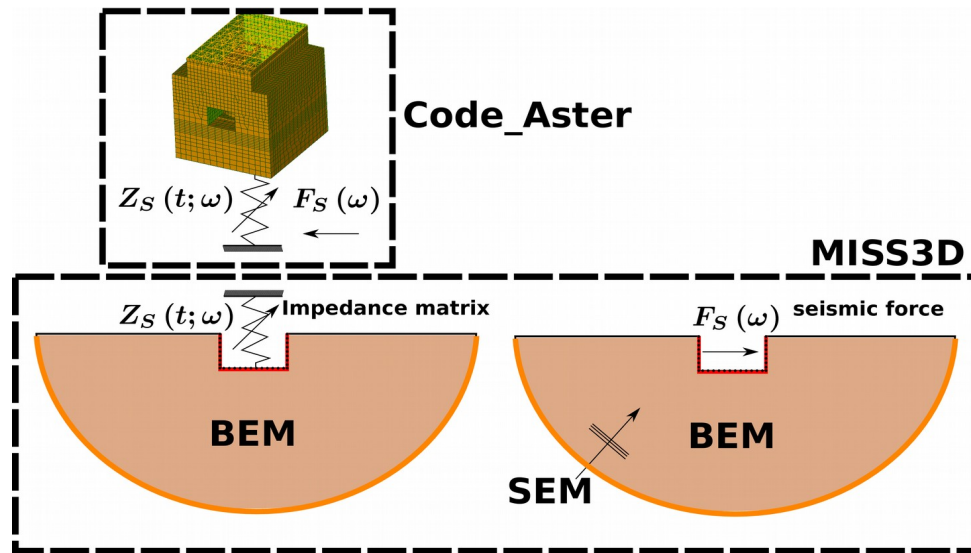 Code_Aster
Z_S (t; ω) F_S (ω)
MISS3D
Z_S (t; ω) Impedance matrix
seismic force
F_S (ω)
BEM
BEM
SEM